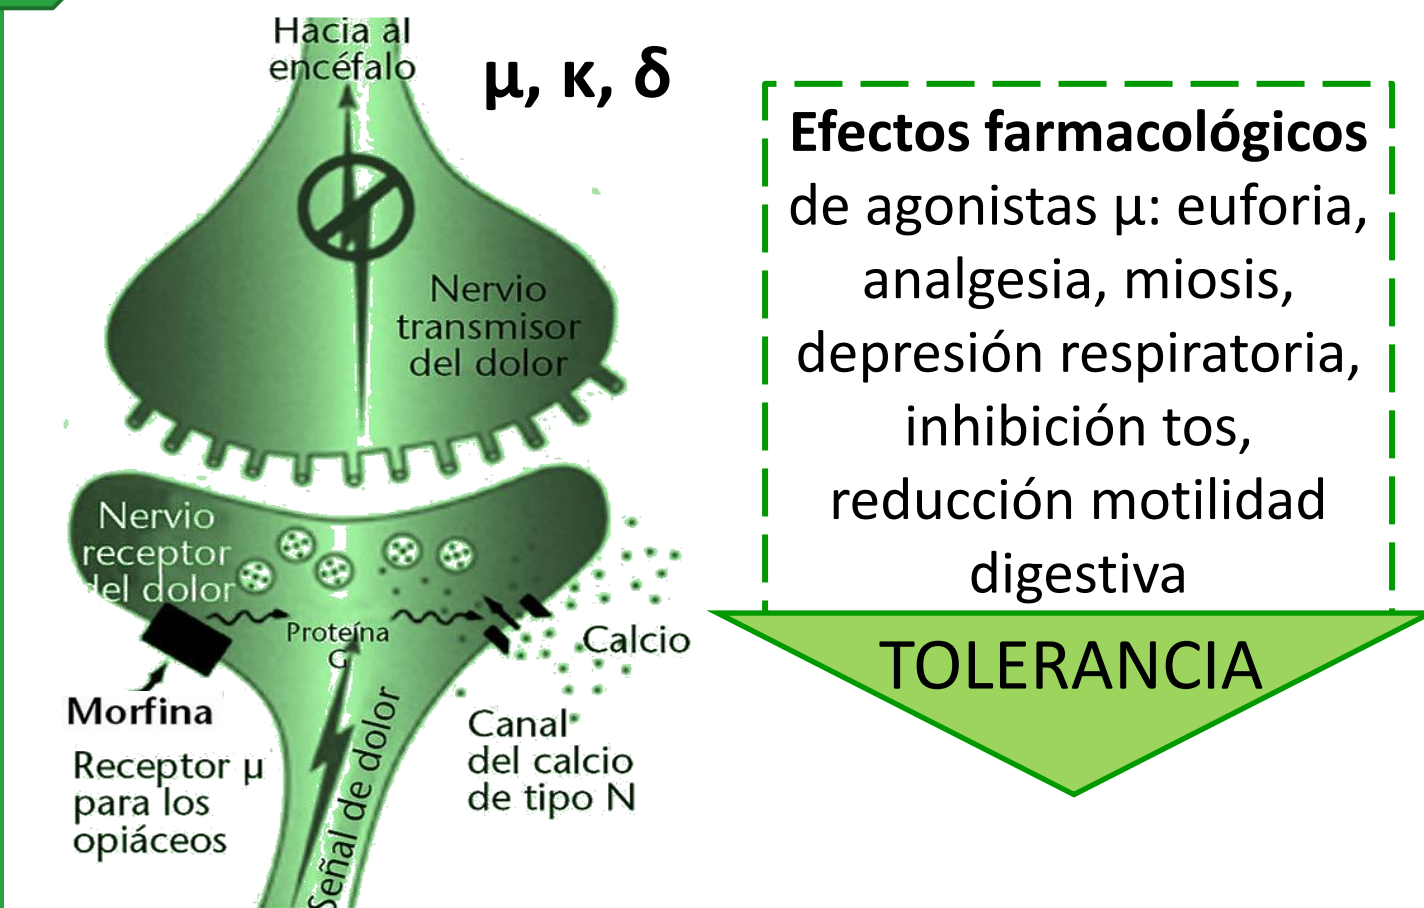 Hacia al
encéfalo
μ, κ, δ
Nervio
transmisor
del dolor
Nervio
receptor
del dolor
Proteína
G
Calcio
Morfina
Receptor μ
para los
opiáceos
Señal de dolor
Canal
del calcio
de tipo N
Efectos farmacológicos
de agonistas μ: euforia,
analgesia, miosis,
depresión respiratoria,
inhibición tos,
reducción motilidad
digestiva
TOLERANCIA